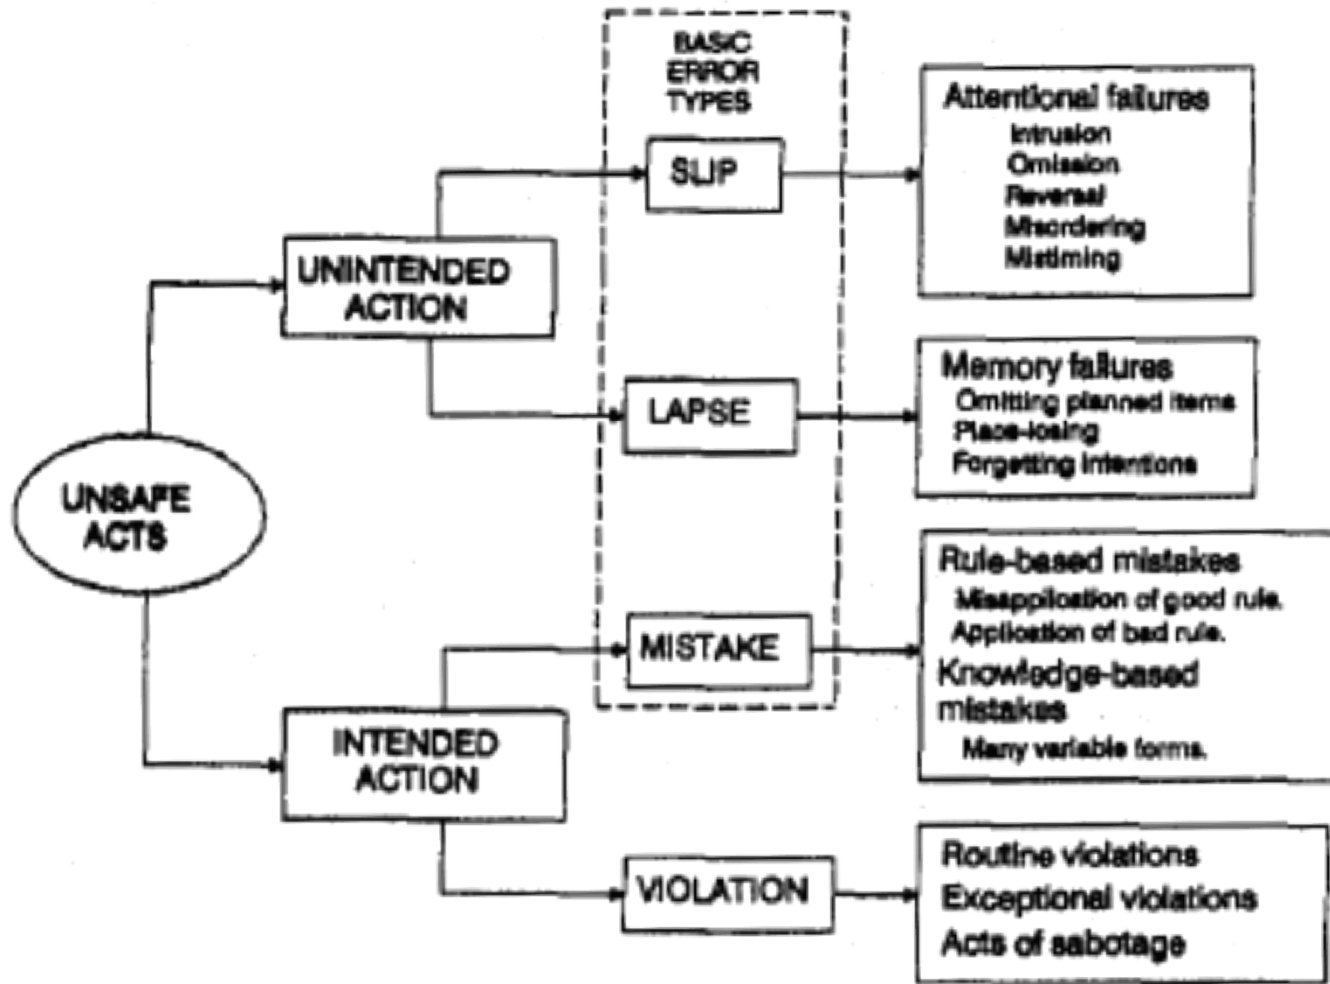 BASIC
ERROR
TYPES
SLIP
Attentional failures
Intrusion
Omission
Reversal
Misordering
Mistiming
UNINTENDED
ACTION
LAPSE
Memory failures
Omitting planned items
Place-losing
Forgetting intentions
UNSAFE
ACTS
MISTAKE
Rule-based mistakes
Misapplication of good rule.
Application of bad rule.
Knowledge-based
mistakes
Many variable forms.
INTENDED
ACTION
VIOLATION
Routine violations
Exceptional violations
Acts of sabotage